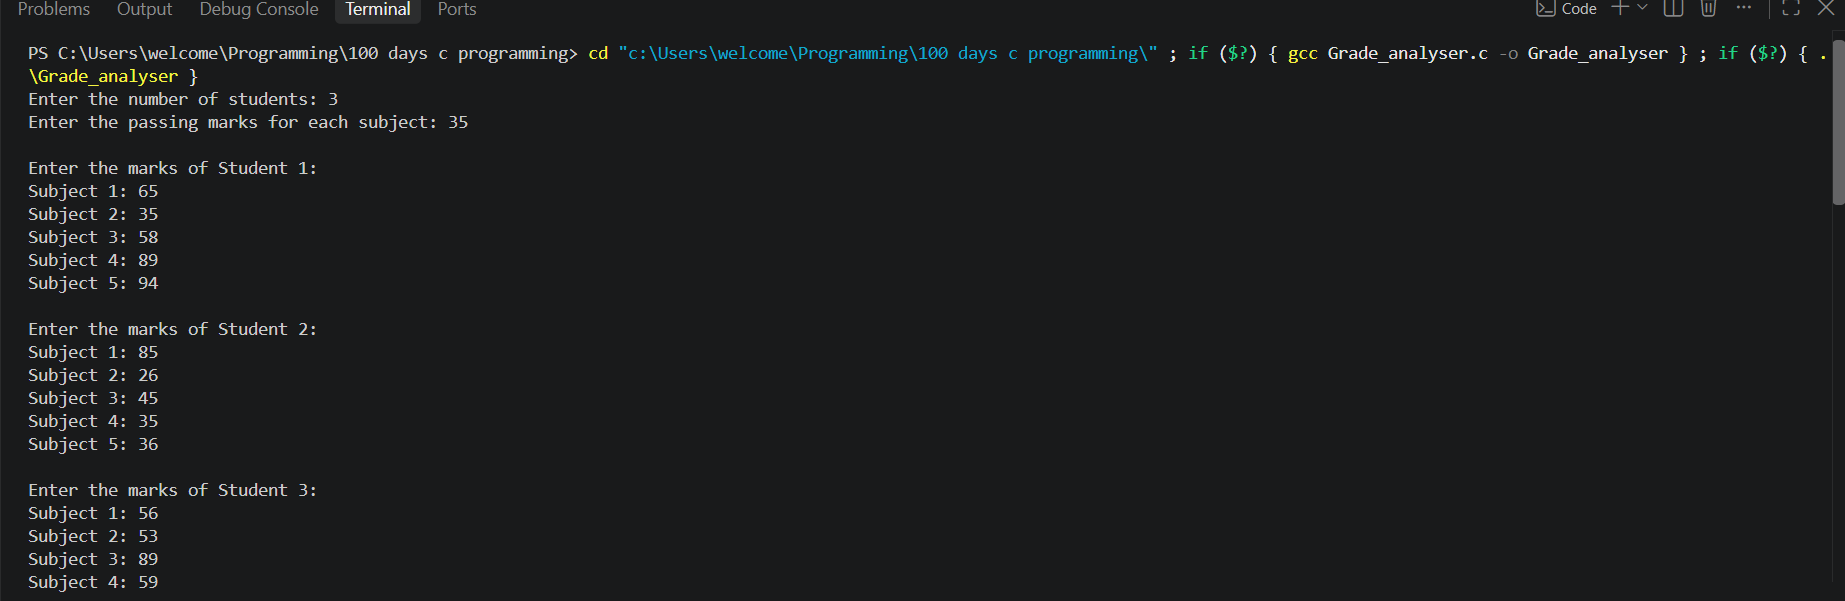 Problems Output Debug Console Terminal Ports Code
PS C:\Users\welcome\Programming\100 days c programming> cd "c:\Users\welcome\Programming\100 days c programming\" ; if ($?) { gcc Grade_analyser.c -o Grade_analyser } ; if ($?) { .
\Grade_analyser }
Enter the number of students: 3
Enter the passing marks for each subject: 35
Enter the marks of Student 1:
Subject 1: 65
Subject 2: 35
Subject 3: 58
Subject 4: 89
Subject 5: 94
Enter the marks of Student 2:
Subject 1: 85
Subject 2: 26
Subject 3: 45
Subject 4: 35
Subject 5: 36
Enter the marks of Student 3:
Subject 1: 56
Subject 2: 53
Subject 3: 89
Subject 4: 59